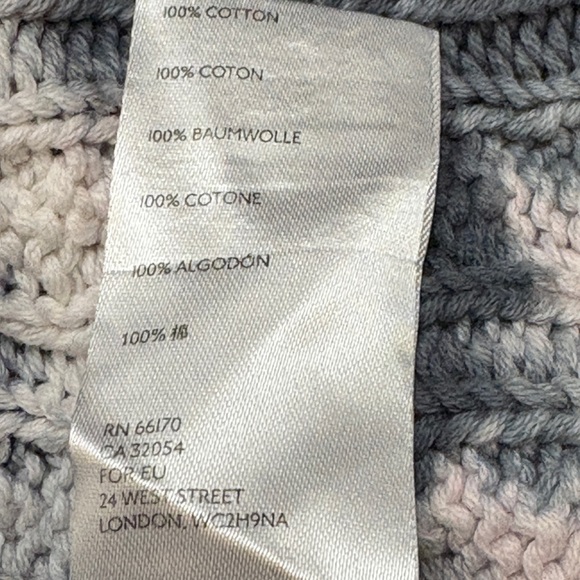 100% COTTON
100% COTON
100% BAUMWOLLE
100% COTONE
100% ALGODÓN
100% 棉
RN 66170
CA 32054
FOR EU
24 WEST STREET
LONDON, WC2H9NA